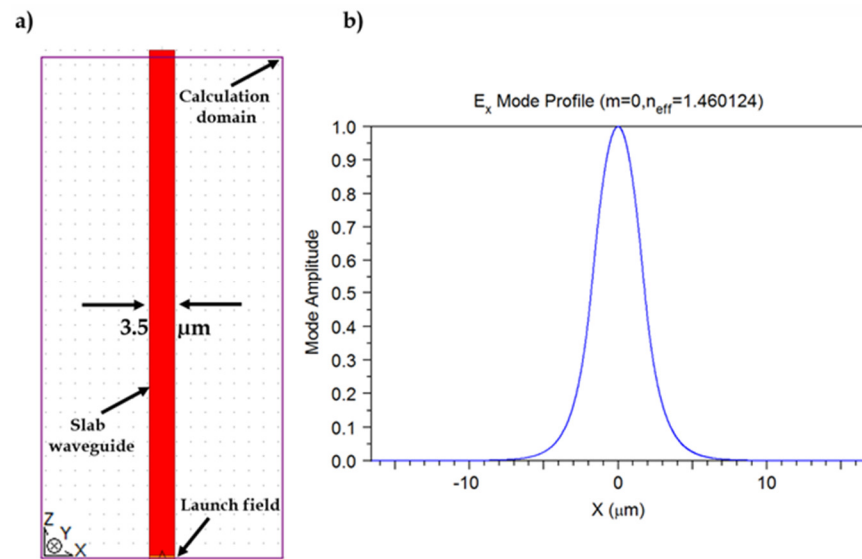 a)
Calculation
domain
3.5 μm
Slab
waveguide
Launch field
Z
Y
X
b)
Eₓ Mode Profile (m=0,n_eff=1.460124)
Mode Amplitude
1.0
0.9
0.8
0.7
0.6
0.5
0.4
0.3
0.2
0.1
0.0
-10 0 10
X (μm)